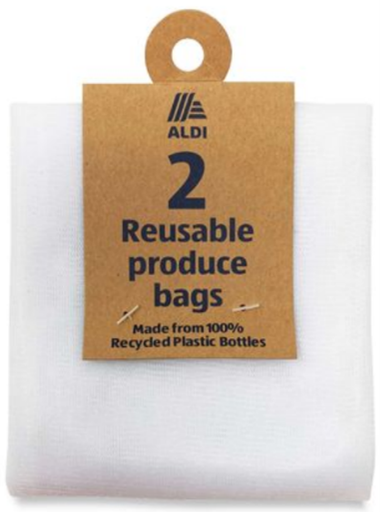 ALDI
2
Reusable
produce
bags
Made from 100%
Recycled Plastic Bottles